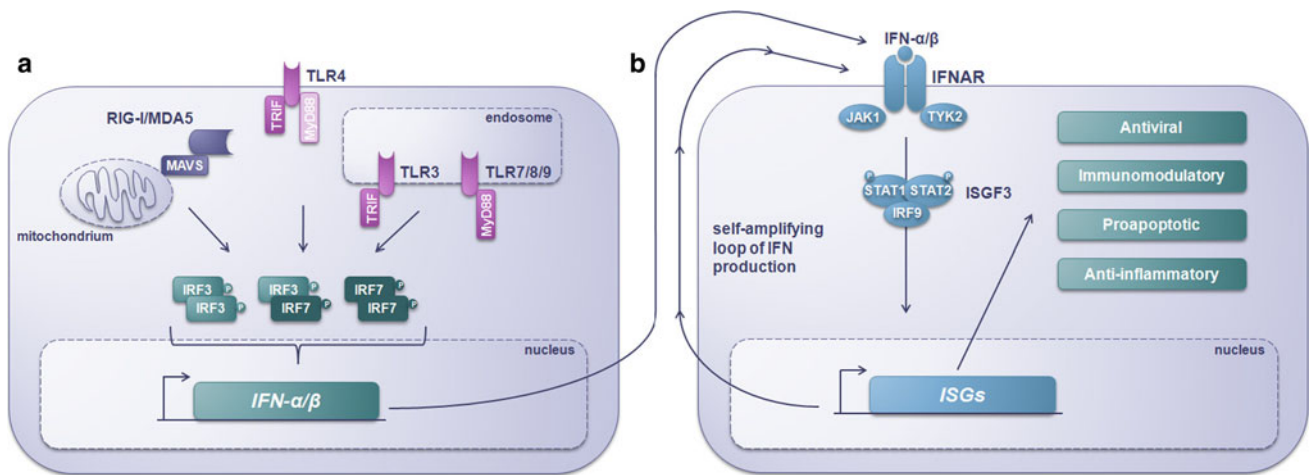 a
TLR4
TRIF
MyD88
RIG-I/MDA5
MAVS
mitochondrium
endosome
TLR3
TLR7/8/9
TRIF
MyD88
IRF3
P
IRF3
P
IRF3
P
IRF7
P
IRF7
P
IRF7
P
nucleus
IFN-α/β
b
IFN-α/β
IFNAR
JAK1
TYK2
P
P
STAT1
STAT2
ISGF3
IRF9
self-amplifying
loop of IFN
production
Antiviral
Immunomodulatory
Proapoptotic
Anti-inflammatory
nucleus
ISGs